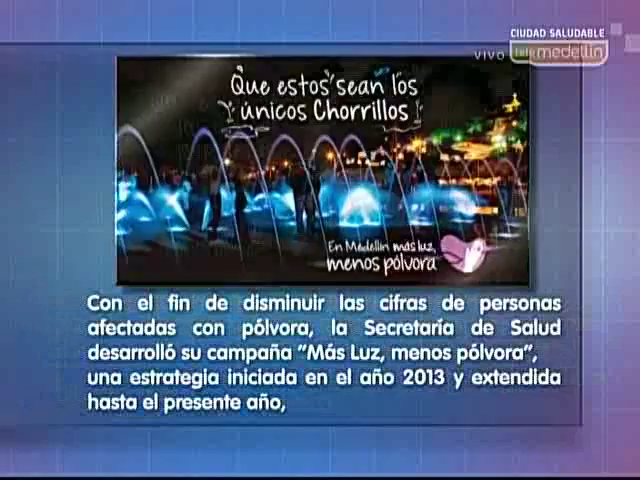 CIUDAD SALUDABLE
VIVO
telemedellín
Que estos sean los
únicos Chorrillos
En Medellín más luz,
menos pólvora
Con el fin de disminuir las cifras de personas
afectadas con pólvora, la Secretaría de Salud
desarrolló su campaña "Más Luz, menos pólvora",
una estrategia iniciada en el año 2013 y extendida
hasta el presente año,